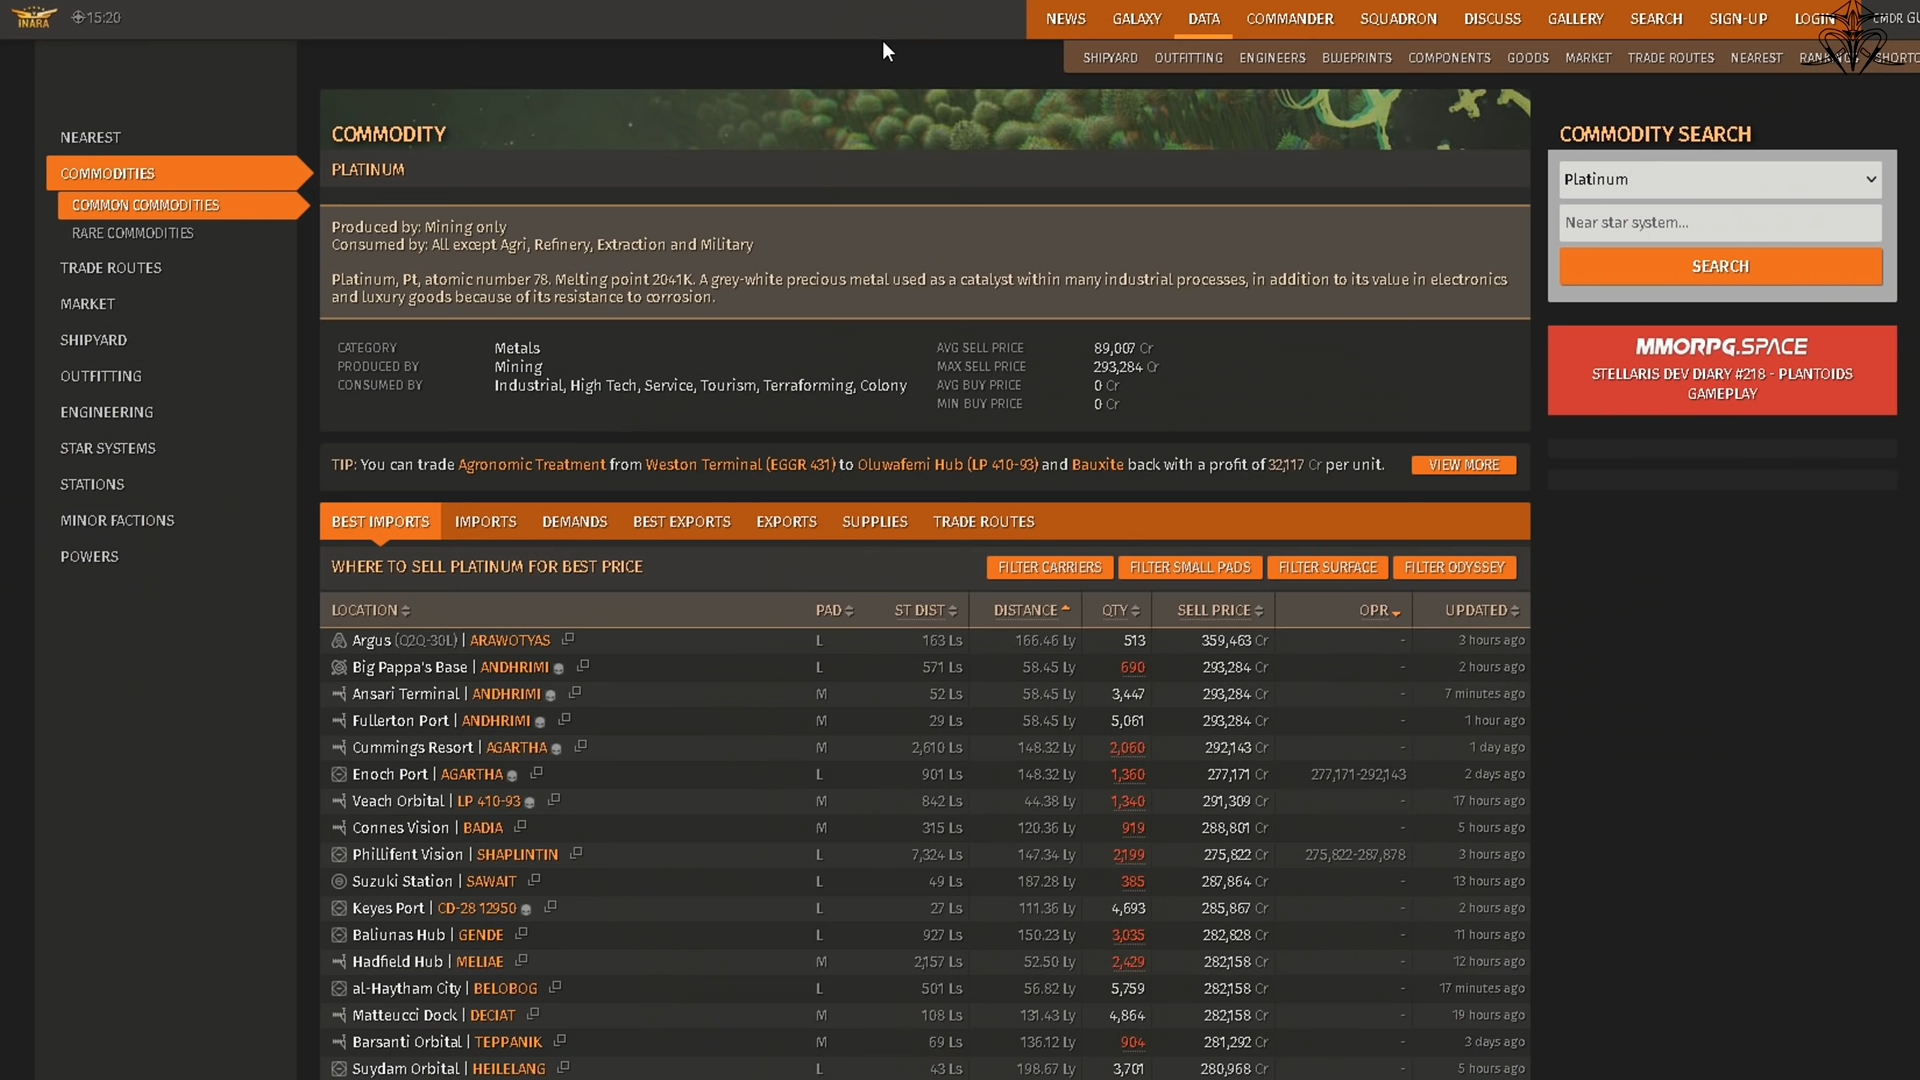 INARA
15:20
NEWS GALAXY DATA COMMANDER SQUADRON DISCUSS GALLERY SEARCH SIGN-UP LOGIN CMDR
SHIPYARD OUTFITTING ENGINEERS BLUEPRINTS COMPONENTS GOODS MARKET TRADE ROUTES NEAREST
NEAREST
COMMODITIES
COMMON COMMODITIES
RARE COMMODITIES
TRADE ROUTES
MARKET
SHIPYARD
OUTFITTING
ENGINEERING
STAR SYSTEMS
STATIONS
MINOR FACTIONS
POWERS
COMMODITY
PLATINUM
Produced by: Mining only
Consumed by: All except Agri, Refinery, Extraction and Military
Platinum, Pt, atomic number 78. Melting point 2041K. A grey-white precious metal used as a catalyst within many industrial processes, in addition to its value in electronics
and luxury goods because of its resistance to corrosion.
CATEGORY Metals
PRODUCED BY Mining
CONSUMED BY Industrial, High Tech, Service, Tourism, Terraforming, Colony
AVG SELL PRICE 89,007 Cr
MAX SELL PRICE 293,284 Cr
AVG BUY PRICE 0 Cr
MIN BUY PRICE 0 Cr
TIP: You can trade Agronomic Treatment from Weston Terminal (EGGR 431) to Oluwafemi Hub (LP 410-93) and Bauxite back with a profit of 32,117 Cr per unit. VIEW MORE
BEST IMPORTS IMPORTS DEMANDS BEST EXPORTS EXPORTS SUPPLIES TRADE ROUTES
WHERE TO SELL PLATINUM FOR BEST PRICE FILTER CARRIERS FILTER SMALL PADS FILTER SURFACE FILTER ODYSSEY
LOCATION PAD ST DIST DISTANCE QTY SELL PRICE OPR UPDATED
Argus (Q2Q-30L) | ARAWOTYAS L 163 Ls 166.46 Ly 513 359,463 Cr - 3 hours ago
Big Pappa's Base | ANDHRIMI L 571 Ls 58.45 Ly 690 293,284 Cr - 2 hours ago
Ansari Terminal | ANDHRIMI M 52 Ls 58.45 Ly 3,447 293,284 Cr - 7 minutes ago
Fullerton Port | ANDHRIMI M 29 Ls 58.45 Ly 5,061 293,284 Cr - 1 hour ago
Cummings Resort | AGARTHA M 2,610 Ls 148.32 Ly 2,060 292,143 Cr - 1 day ago
Enoch Port | AGARTHA L 901 Ls 148.32 Ly 1,360 277,171 Cr 277,171-292,143 2 days ago
Veach Orbital | LP 410-93 M 842 Ls 44.38 Ly 1,340 291,309 Cr - 17 hours ago
Connes Vision | BADIA M 315 Ls 120.36 Ly 919 288,801 Cr - 5 hours ago
Phillifent Vision | SHAPLINTIN L 7,324 Ls 147.34 Ly 2,199 275,822 Cr 275,822-287,878 3 hours ago
Suzuki Station | SAWAIT L 49 Ls 187.28 Ly 385 287,864 Cr - 13 hours ago
Keyes Port | CD-28 12950 L 27 Ls 111.36 Ly 4,693 285,867 Cr - 2 hours ago
Baliunas Hub | GENDE L 927 Ls 150.23 Ly 3,035 282,828 Cr - 11 hours ago
Hadfield Hub | MELIAE M 2,157 Ls 52.50 Ly 2,429 282,158 Cr - 12 hours ago
al-Haytham City | BELOBOG L 501 Ls 56.82 Ly 5,759 282,158 Cr - 17 minutes ago
Matteucci Dock | DECIAT M 108 Ls 131.43 Ly 4,864 282,158 Cr - 19 hours ago
Barsanti Orbital | TEPPANIK M 69 Ls 136.12 Ly 904 281,292 Cr - 3 days ago
Suydam Orbital | HEILELANG L 43 Ls 198.67 Ly 3,701 280,968 Cr - 5 hours ago
COMMODITY SEARCH
Platinum
Near star system...
SEARCH
MMORPG.SPACE
STELLARIS DEV DIARY #218 - PLANTOIDS
GAMEPLAY